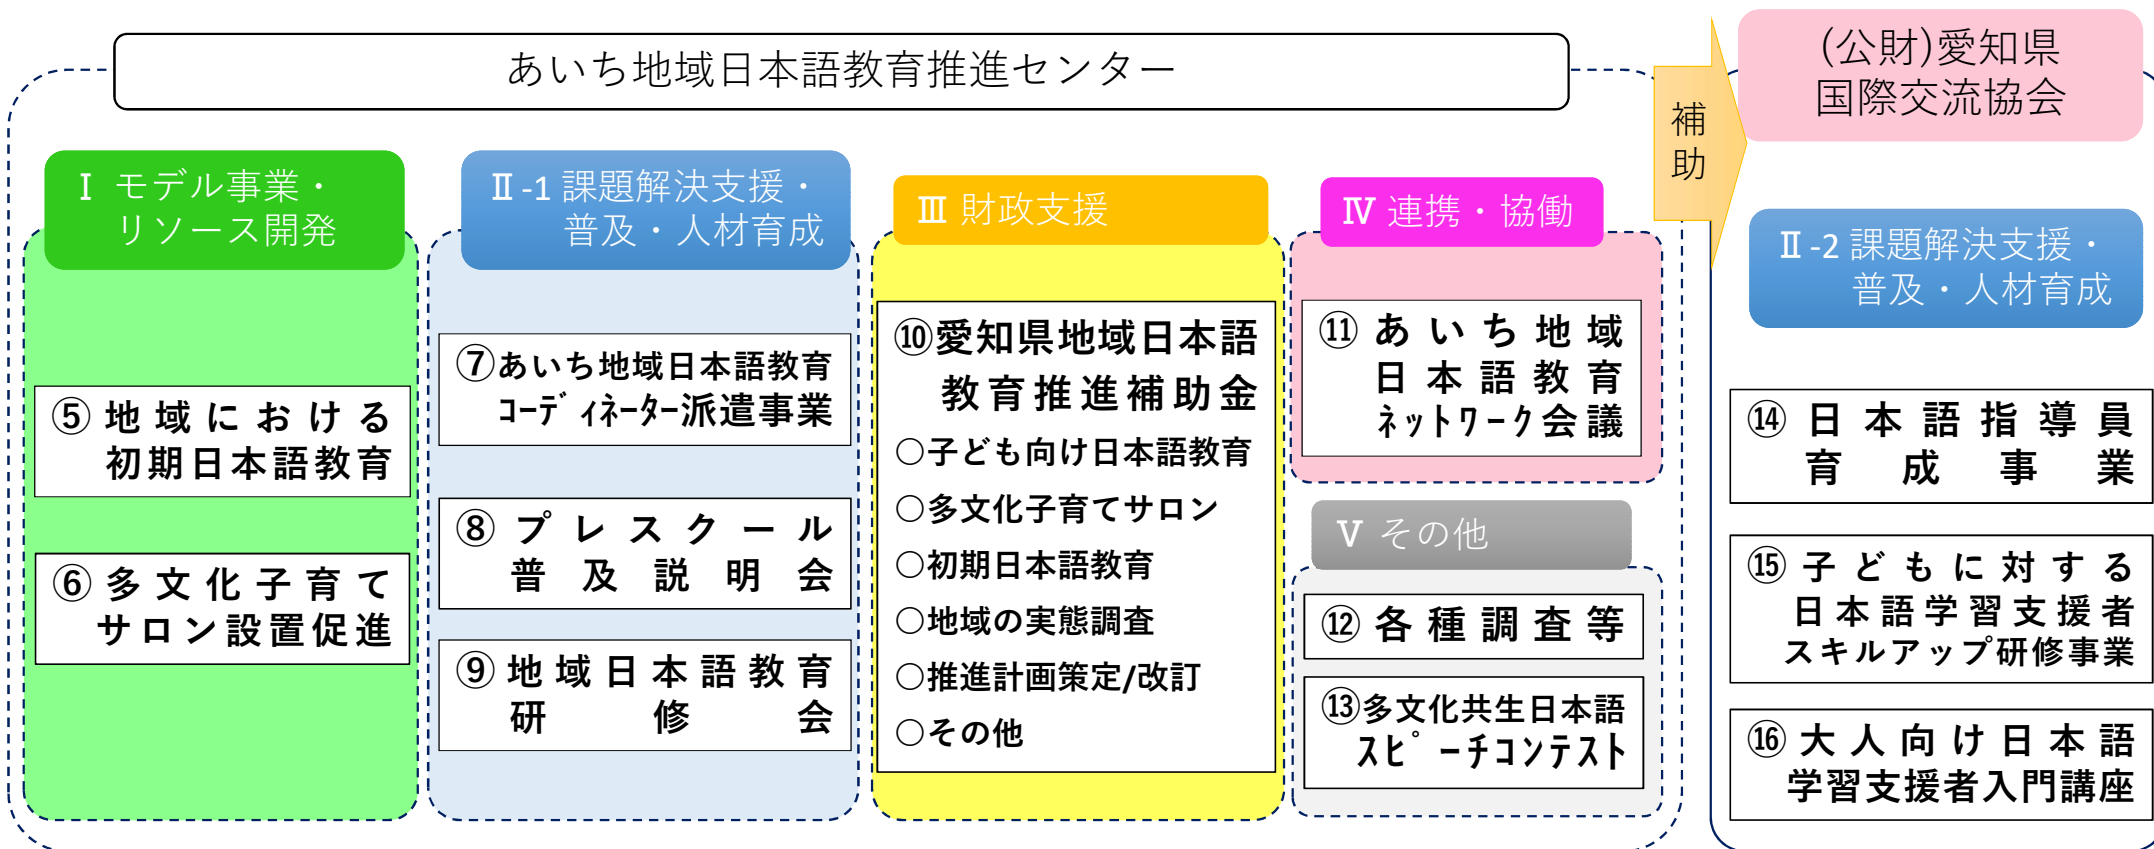 あいち地域日本語教育推進センター
Ⅰ モデル事業・
リソース開発
⑤ 地域における
初期日本語教育
⑥ 多文化子育て
サロン設置促進
Ⅱ-1 課題解決支援・
普及・人材育成
⑦あいち地域日本語教育
ｺｰﾃﾞｨﾈｰﾀｰ派遣事業
⑧ プレスクール
普及説明会
⑨ 地域日本語教育
研修会
Ⅲ 財政支援
⑩愛知県地域日本語
教育推進補助金
○子ども向け日本語教育
○多文化子育てサロン
○初期日本語教育
○地域の実態調査
○推進計画策定/改訂
○その他
Ⅳ 連携・協働
⑪ あいち地域
日本語教育
ﾈｯﾄﾜｰｸ会議
Ⅴ その他
⑫ 各種調査等
⑬多文化共生日本語
ｽﾋﾟｰﾁｺﾝﾃｽﾄ
補
助
(公財)愛知県
国際交流協会
Ⅱ-2 課題解決支援・
普及・人材育成
⑭ 日本語指導員
育成事業
⑮ 子どもに対する
日本語学習支援者
スキルアップ研修事業
⑯ 大人向け日本語
学習支援者入門講座